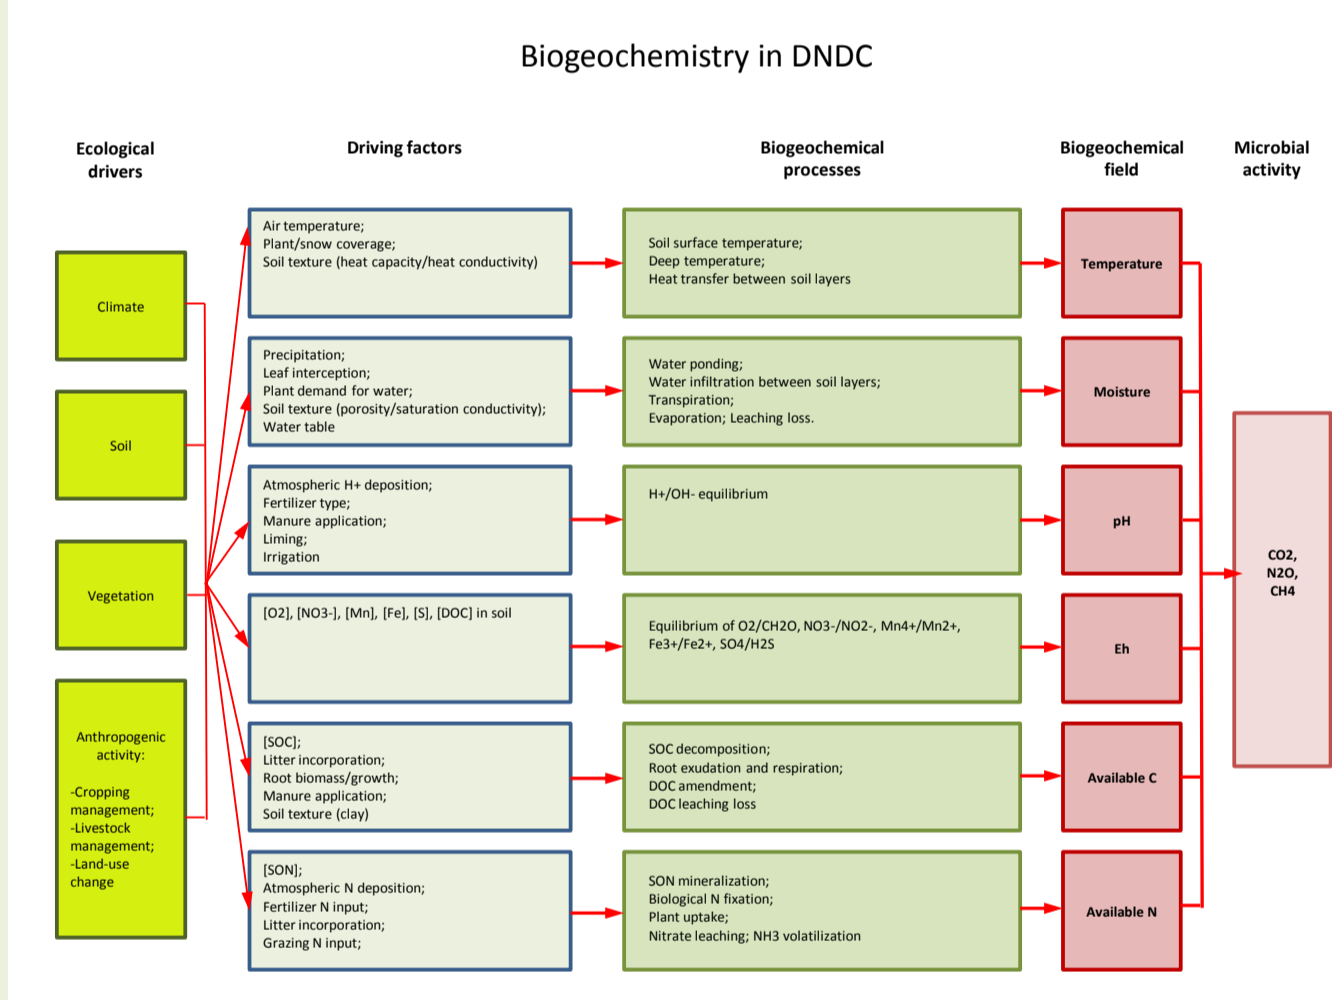 Biogeochemistry in DNDC
Ecological
drivers
Driving factors
Biogeochemical
processes
Biogeochemical
field
Microbial
activity
Climate
Soil
Vegetation
Anthropogenic
activity:
-Cropping
management;
-Livestock
management;
-Land-use
change
Air temperature;
Plant/snow coverage;
Soil texture (heat capacity/heat conductivity)
Soil surface temperature;
Deep temperature;
Heat transfer between soil layers
Temperature
Precipitation;
Leaf interception;
Plant demand for water;
Soil texture (porosity/saturation conductivity);
Water table
Water ponding;
Water infiltration between soil layers;
Transpiration;
Evaporation; Leaching loss.
Moisture
Atmospheric H+ deposition;
Fertilizer type;
Manure application;
Liming;
Irrigation
H+/OH- equilibrium
pH
[O2], [NO3-], [Mn], [Fe], [S], [DOC] in soil
Equilibrium of O2/CH2O, NO3-/NO2-, Mn4+/Mn2+,
Fe3+/Fe2+, SO4/H2S
Eh
[SOC];
Litter incorporation;
Root biomass/growth;
Manure application;
Soil texture (clay)
SOC decomposition;
Root exudation and respiration;
DOC amendment;
DOC leaching loss
Available C
[SON];
Atmospheric N deposition;
Fertilizer N input;
Litter incorporation;
Grazing N input;
SON mineralization;
Biological N fixation;
Plant uptake;
Nitrate leaching; NH3 volatilization
Available N
CO2,
N2O,
CH4